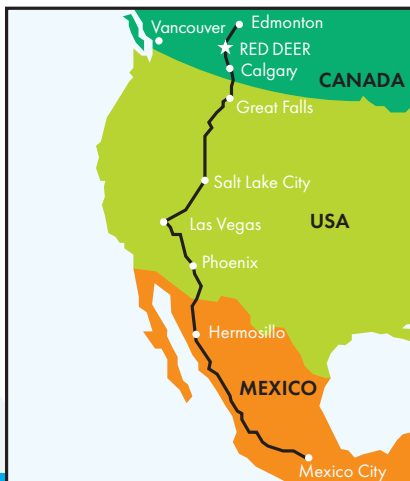 Edmonton
Vancouver
RED DEER
Calgary
CANADA
Great Falls
Salt Lake City
Las Vegas
USA
Phoenix
Hermosillo
MEXICO
Mexico City